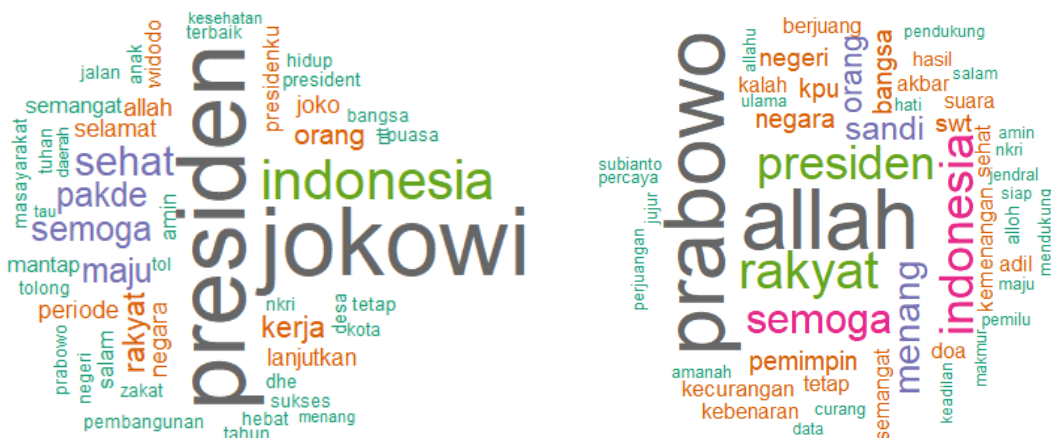 kesehatan
terbaik
jalan
anak
widodo
presidenku
hidup
president
semangat
allah
joko
bangsa
selamat
orang
puasa
masayarakat
tuhan
daerah
sehat
presiden
indonesia
pakde
tau
semoga
amin
jokowi
mantap
maju
tol
tolong
periode
rakyat
negara
nkri
desa
tetap
kerja
kota
lanjutkan
prabowo
negeri
salam
zakat
dhe
sukses
pembangunan
hebat
menang
tahun
prabowo
allahu
berjuang
negeri
orang
bangsa
pendukung
hasil
kalah
kpu
akbar
salam
ulama
hati
suara
negara
sandi
swt
amin
nkri
subianto
percaya
presiden
indonesia
sehat
jendral
siap
jujur
allah
kemenangan
alloh
mendukung
perjuangan
rakyat
menang
adil
maju
semoga
pemilu
pemimpin
doa
makmur
amanah
kecurangan
tetap
semangat
keadilan
kebenaran
curang
data